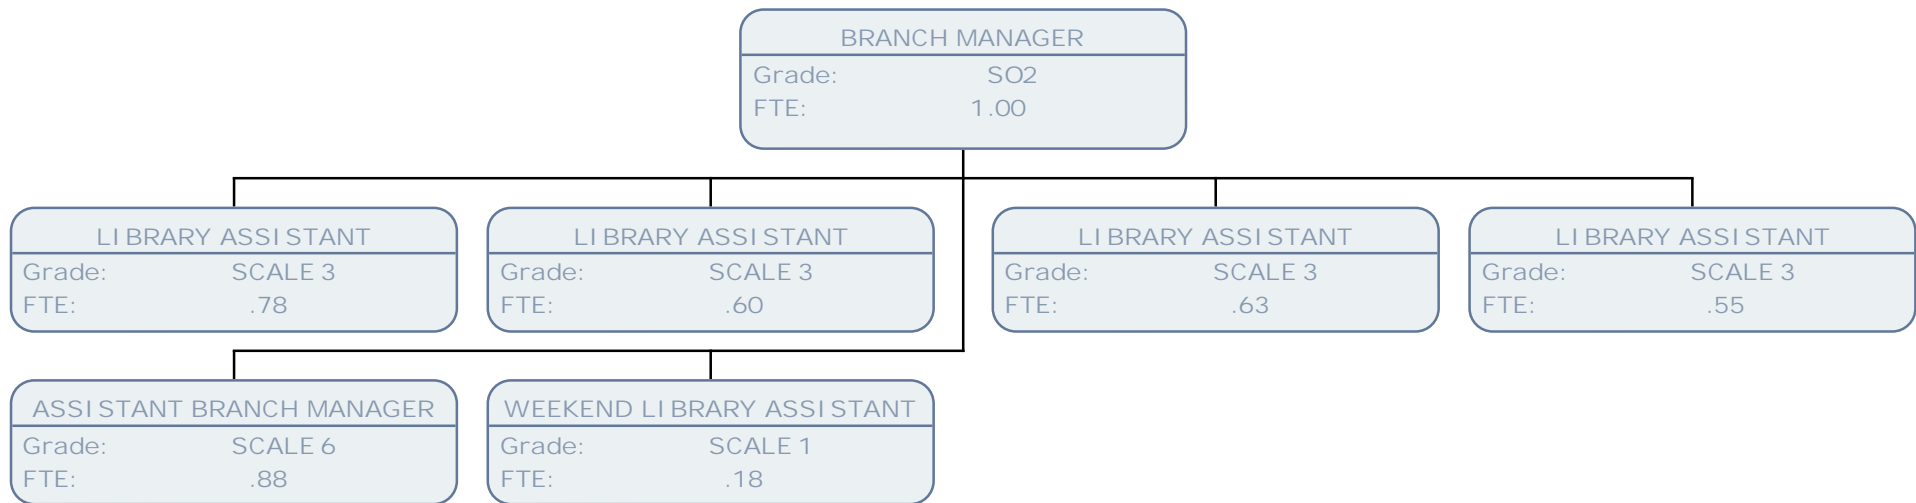 BRANCH MANAGER
Grade: SO2
FTE: 1.00
LIBRARY ASSISTANT
Grade: SCALE 3
FTE: .78
LIBRARY ASSISTANT
Grade: SCALE 3
FTE: .60
LIBRARY ASSISTANT
Grade: SCALE 3
FTE: .63
LIBRARY ASSISTANT
Grade: SCALE 3
FTE: .55
ASSISTANT BRANCH MANAGER
Grade: SCALE 6
FTE: .88
WEEKEND LIBRARY ASSISTANT
Grade: SCALE 1
FTE: .18